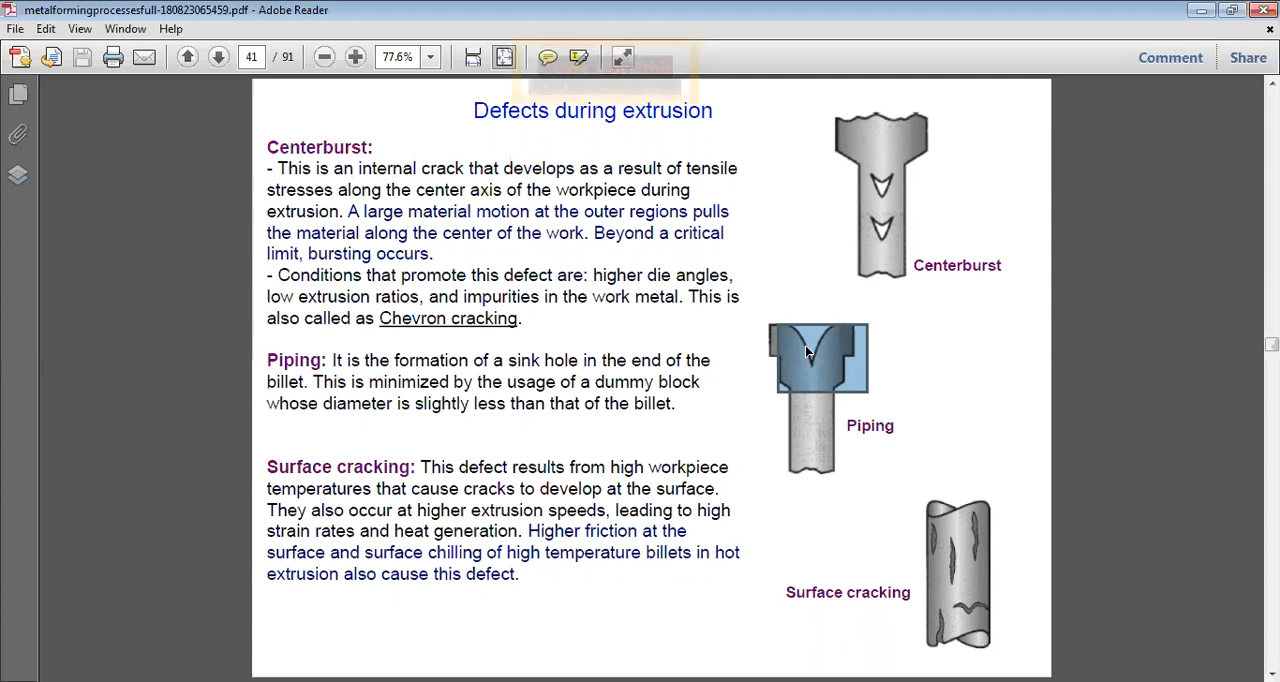 metalformingprocessesfull-180823065459.pdf - Adobe Reader
File Edit View Window Help
41 / 91 77.6% Comment Share
Defects during extrusion
Centerburst:
- This is an internal crack that develops as a result of tensile
stresses along the center axis of the workpiece during
extrusion. A large material motion at the outer regions pulls
the material along the center of the work. Beyond a critical
limit, bursting occurs.
- Conditions that promote this defect are: higher die angles,
low extrusion ratios, and impurities in the work metal. This is
also called as Chevron cracking.
Centerburst
Piping: It is the formation of a sink hole in the end of the
billet. This is minimized by the usage of a dummy block
whose diameter is slightly less than that of the billet.
Piping
Surface cracking: This defect results from high workpiece
temperatures that cause cracks to develop at the surface.
They also occur at higher extrusion speeds, leading to high
strain rates and heat generation. Higher friction at the
surface and surface chilling of high temperature billets in hot
extrusion also cause this defect.
Surface cracking